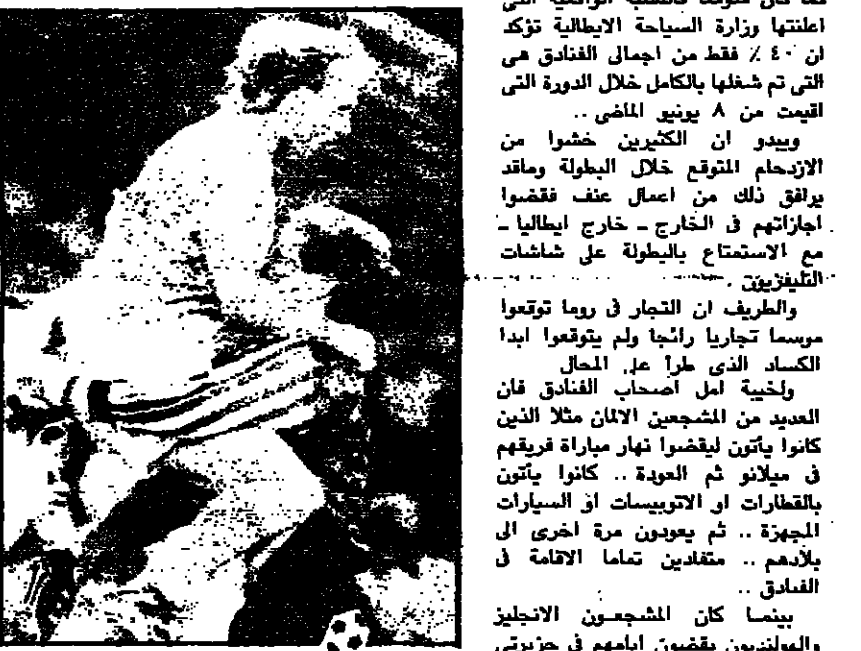 اعلنتها وزارة السياحة الايطالية تؤكد
ان ٤٠ ٪ فقط من اجمالى الفنادق هى
التى تم شغلها بالكامل خلال الدورة التى
اقيمت من ٨ يونيو الماضى ..
ويبدو ان الكثيرين خشوا من
الازدحام المتوقع خلال البطولة وماقد
يرافق ذلك من اعمال عنف فقضوا
اجازاتهم فى الخارج - خارج ايطاليا -
مع الاستمتاع بالبطولة على شاشات
التليفزيون .
والطريف ان التجار فى روما توقعوا
موسما تجاريا رائجا ولم يتوقعوا ابدا
الكساد الذى طرأ على المحال
ولخيبة امل اصحاب الفنادق فان
العديد من المشجعين الالمان مثلا الذين
كانوا يأتون ليقضوا نهار مباراة فريقهم
فى ميلانو ثم العودة .. كانوا يأتون
بالقطارات او الاتوبيسات او السيارات
المجهزة .. ثم يعودون مرة اخرى الى
بلادهم .. متفادين تماما الاقامة فى
الفنادق ..
بينما كان المشجعون الانجليز
والهولنديون يقضون ايامهم فى جزيرتى